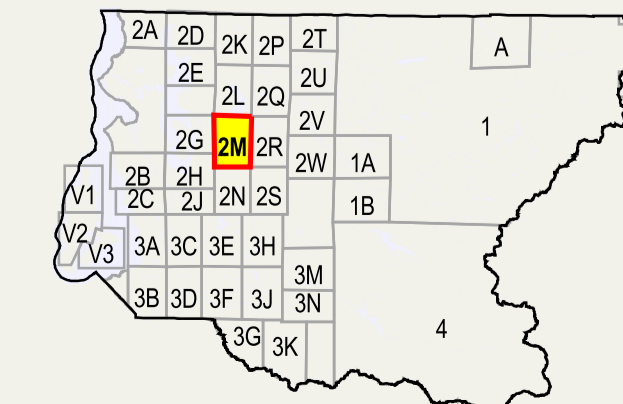 2A 2D 2K 2P 2T A
2E 2U
2L 2Q
2V 1
2G 2M 2R
2W 1A
2B 2H
V1 2C 2J 2N 2S 1B
V2
V3 3A 3C 3E 3H
3M
3B 3D 3F 3J 3N
3G 3K 4